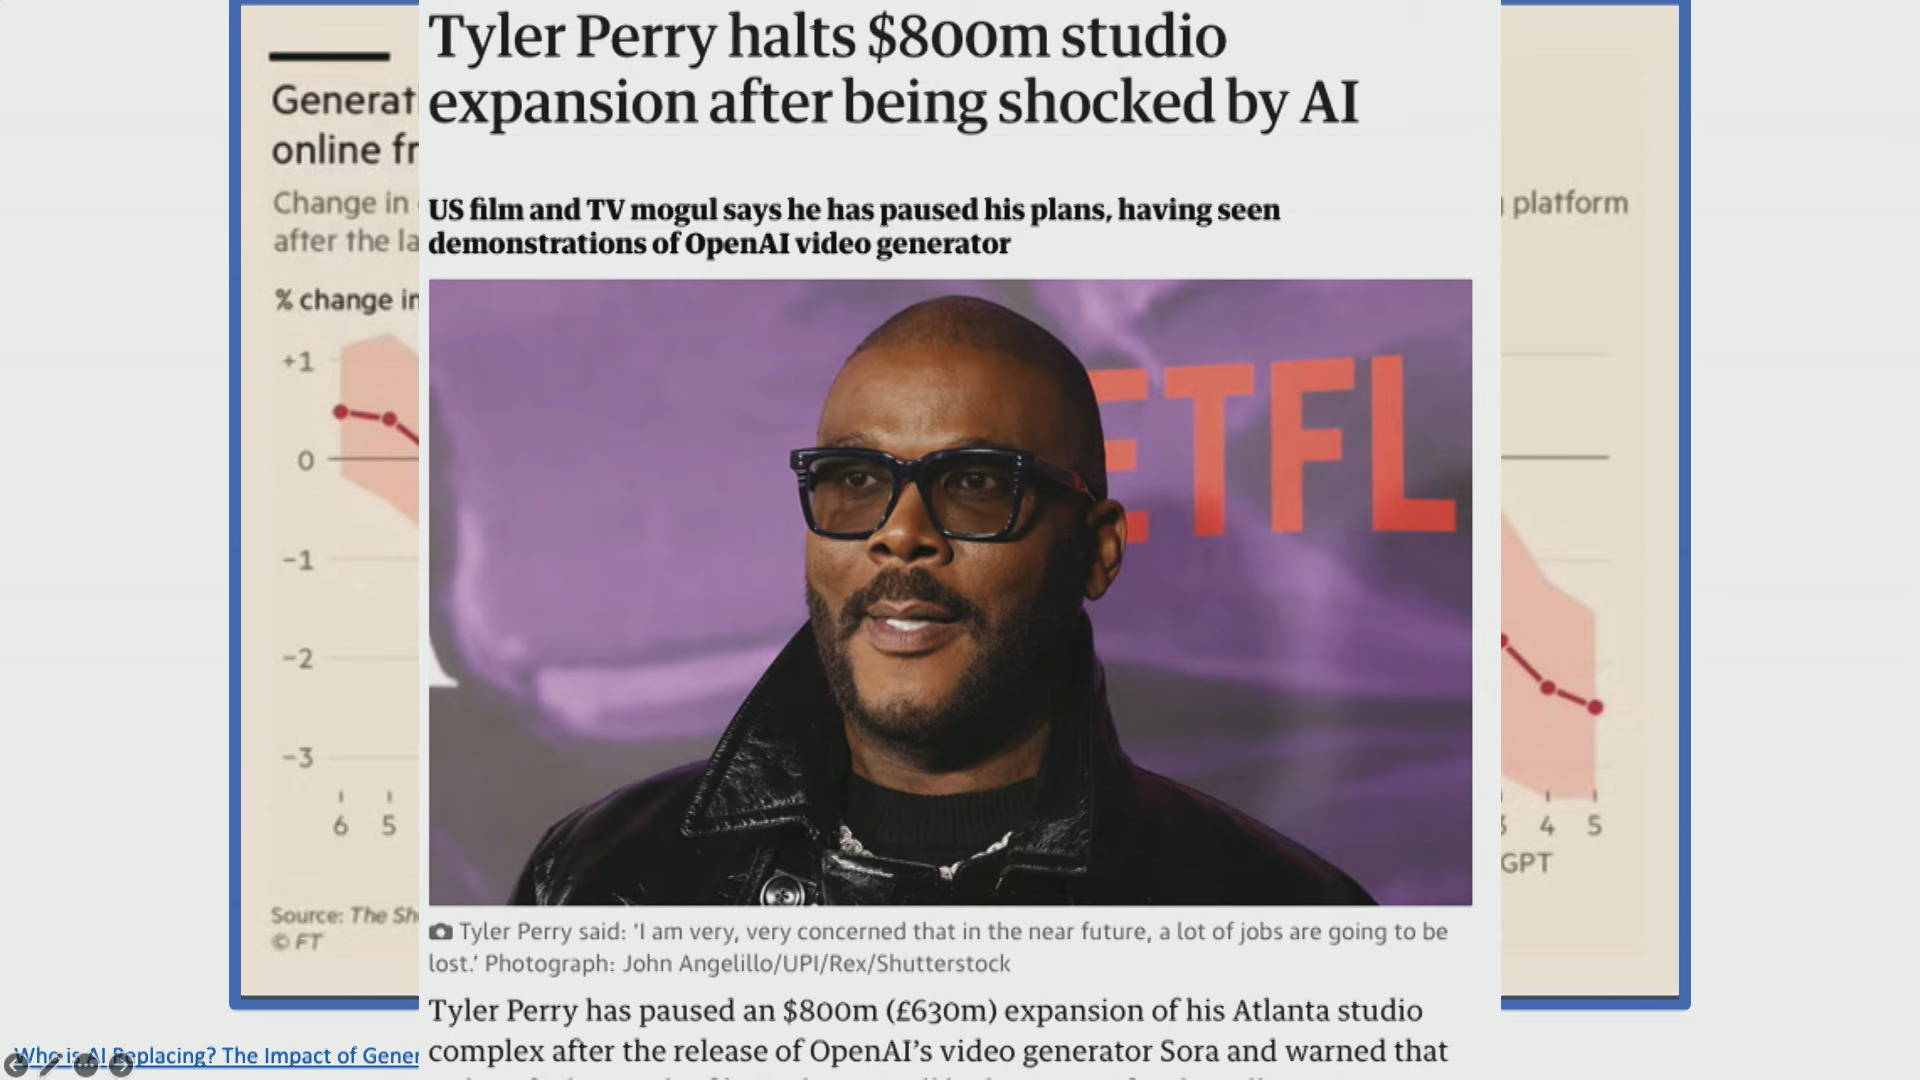 Tyler Perry halts $800m studio
expansion after being shocked by AI
US film and TV mogul says he has paused his plans, having seen
demonstrations of OpenAI video generator
ETFL
Tyler Perry said: ‘I am very, very concerned that in the near future, a lot of jobs are going to be
lost.’ Photograph: John Angelillo/UPI/Rex/Shutterstock
Tyler Perry has paused an $800m (£630m) expansion of his Atlanta studio
complex after the release of OpenAI’s video generator Sora and warned that
Generat
online fr
Change in
after the la
% change in
+1
0
−1
−2
−3
6 5
Source: The Sh
© FT
platform
4 5
GPT
Who is AI Replacing? The Impact of Gener